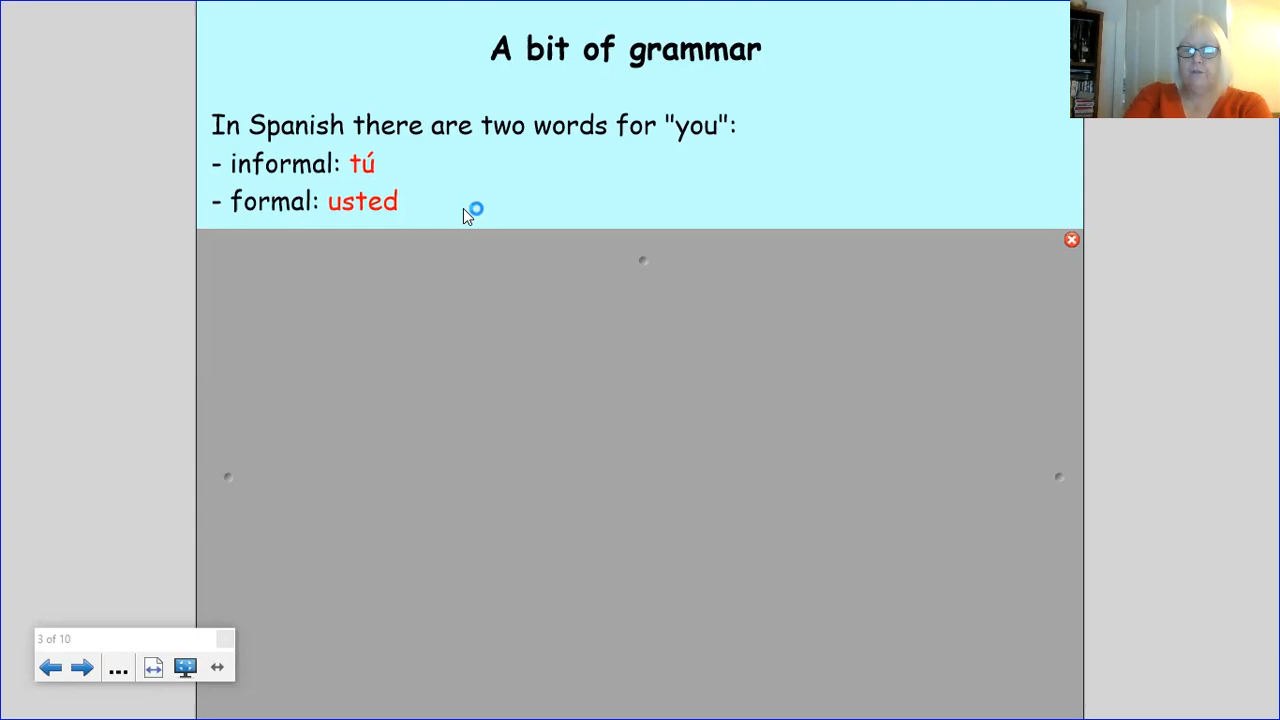 A bit of grammar
In Spanish there are two words for "you":
- informal: tú
- formal: usted
3 of 10